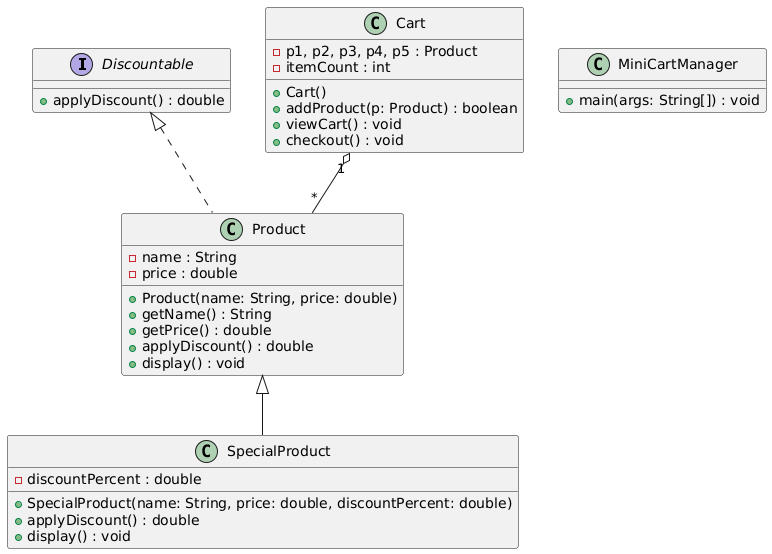 I Discountable
applyDiscount() : double
C Cart
p1, p2, p3, p4, p5 : Product
itemCount : int
Cart()
addProduct(p: Product) : boolean
viewCart() : void
checkout() : void
C MiniCartManager
main(args: String[]) : void
1
*
C Product
name : String
price : double
Product(name: String, price: double)
getName() : String
getPrice() : double
applyDiscount() : double
display() : void
C SpecialProduct
discountPercent : double
SpecialProduct(name: String, price: double, discountPercent: double)
applyDiscount() : double
display() : void